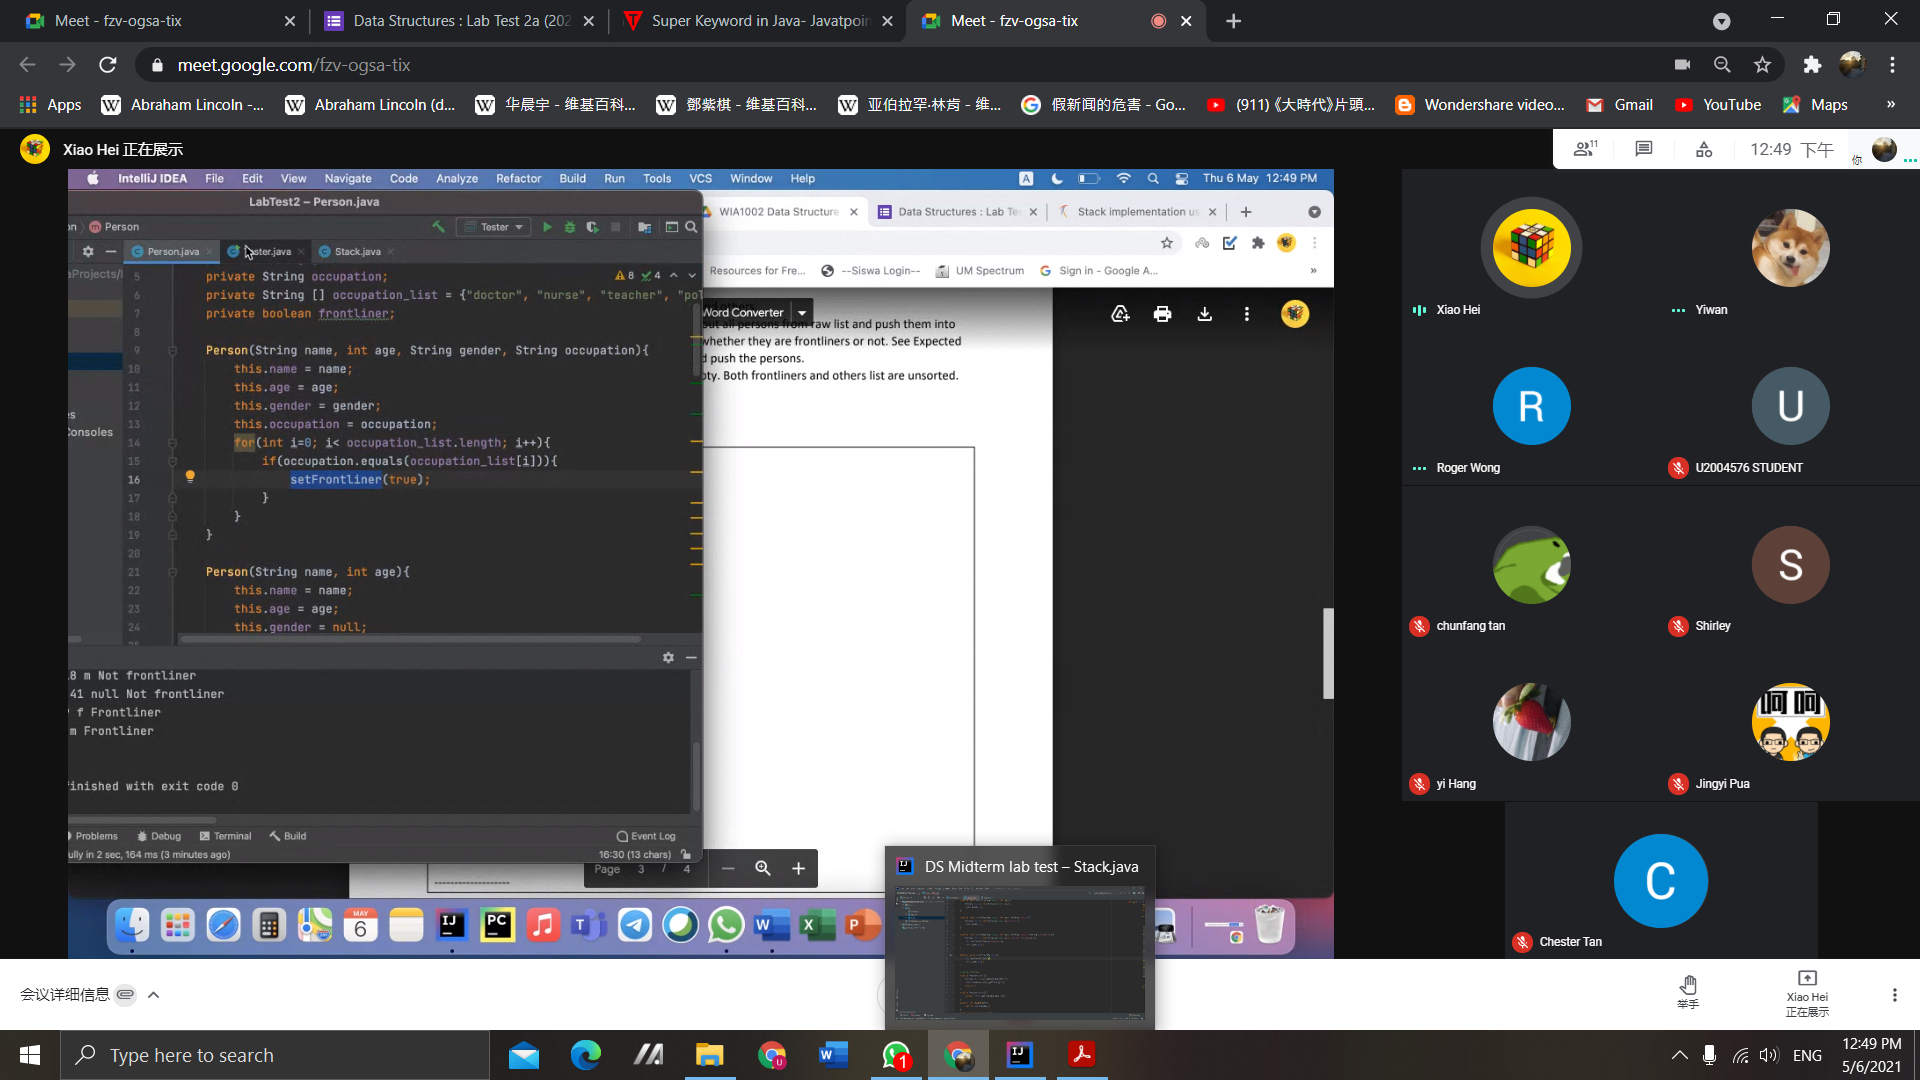 Meet - fzv-ogsa-tix
Data Structures : Lab Test 2a (202
Super Keyword in Java- Javatpoin
Meet - fzv-ogsa-tix
meet.google.com/fzv-ogsa-tix
Apps
Abraham Lincoln -...
Abraham Lincoln (d...
华晨宇 - 维基百科...
鄧紫棋 - 维基百科...
亚伯拉罕·林肯 - 维...
假新闻的危害 - Go...
(911) 《大時代》片頭...
Wondershare video...
Gmail
YouTube
Maps
»
Xiao Hei 正在展示
11
12:49 下午
你
IntelliJ IDEA File Edit View Navigate Code Analyze Refactor Build Run Tools VCS Window Help
A
Thu 6 May 12:49 PM
LabTest2 – Person.java
Person
Tester
Person.java
ster.java
Stack.java
WIA1002 Data Structure
Data Structures : Lab Te
Stack implementation us
Resources for Fre...
--Siswa Login--
UM Spectrum
Sign in - Google A...
»
8 4
5 private String occupation;
6 private String [] occupation_list = {"doctor", "nurse", "teacher", "pol
7 private boolean frontliner;
8
9 Person(String name, int age, String gender, String occupation){
10 this.name = name;
11 this.age = age;
12 this.gender = gender;
13 this.occupation = occupation;
14 for(int i=0; i< occupation_list.length; i++){
15 if(occupation.equals(occupation_list[i])){
16 setFrontliner(true);
17 }
18 }
19 }
20
21 Person(String name, int age){
22 this.name = name;
23 this.age = age;
24 this.gender = null;
aProjects/
es
Consoles
Word Converter
raw list and push them into
whether they are frontliners or not. See Expected
d push the persons.
pty. Both frontliners and others list are unsorted.
8 m Not frontliner
41 null Not frontliner
f Frontliner
m Frontliner
finished with exit code 0
Problems
Debug
Terminal
Build
Event Log
ully in 2 sec, 164 ms (3 minutes ago)
16:30 (13 chars)
Page 3 / 4
MAY
6
DS Midterm lab test – Stack.java
Xiao Hei
Yiwan
R
Roger Wong
U
U2004576 STUDENT
chunfang tan
S
Shirley
yi Hang
呵呵
Jingyi Pua
C
Chester Tan
会议详细信息
举手
Xiao Hei
正在展示
Type here to search
1
ENG
12:49 PM
5/6/2021